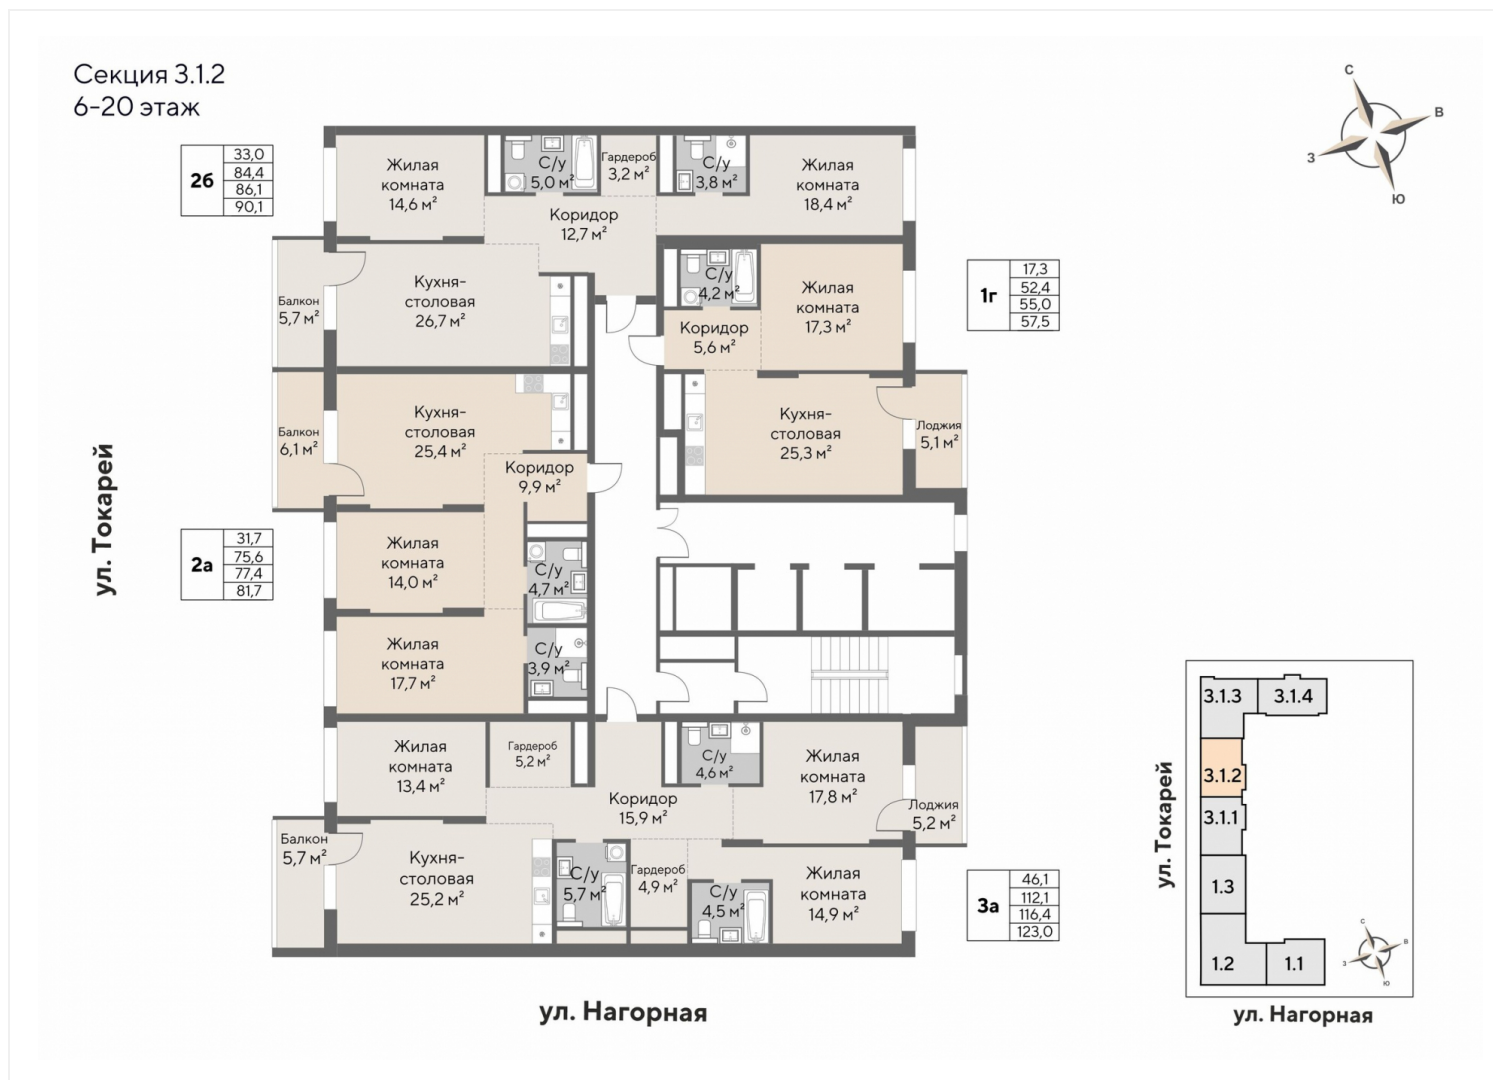 Секция 3.1.2
6-20 этаж
С
В
З
Ю
2б
33,0
84,4
86,1
90,1
Жилая
комната
14,6 м²
С/у
5,0 м²
Гардероб
3,2 м²
С/у
3,8 м²
Жилая
комната
18,4 м²
Коридор
12,7 м²
Балкон
5,7 м²
Кухня-
столовая
26,7 м²
С/у
4,2 м²
Жилая
комната
17,3 м²
Коридор
5,6 м²
1г
17,3
52,4
55,0
57,5
Балкон
6,1 м²
Кухня-
столовая
25,4 м²
Коридор
9,9 м²
Кухня-
столовая
25,3 м²
Лоджия
5,1 м²
ул. Токарей
2а
31,7
75,6
77,4
81,7
Жилая
комната
14,0 м²
С/у
4,7 м²
Жилая
комната
17,7 м²
С/у
3,9 м²
Жилая
комната
13,4 м²
Гардероб
5,2 м²
С/у
4,6 м²
Жилая
комната
17,8 м²
Коридор
15,9 м²
Лоджия
5,2 м²
Балкон
5,7 м²
Кухня-
столовая
25,2 м²
С/у
5,7 м²
Гардероб
4,9 м²
С/у
4,5 м²
Жилая
комната
14,9 м²
3а
46,1
112,1
116,4
123,0
ул. Нагорная
3.1.3
3.1.4
3.1.2
3.1.1
1.3
1.2
1.1
ул. Токарей
С
В
З
Ю
ул. Нагорная